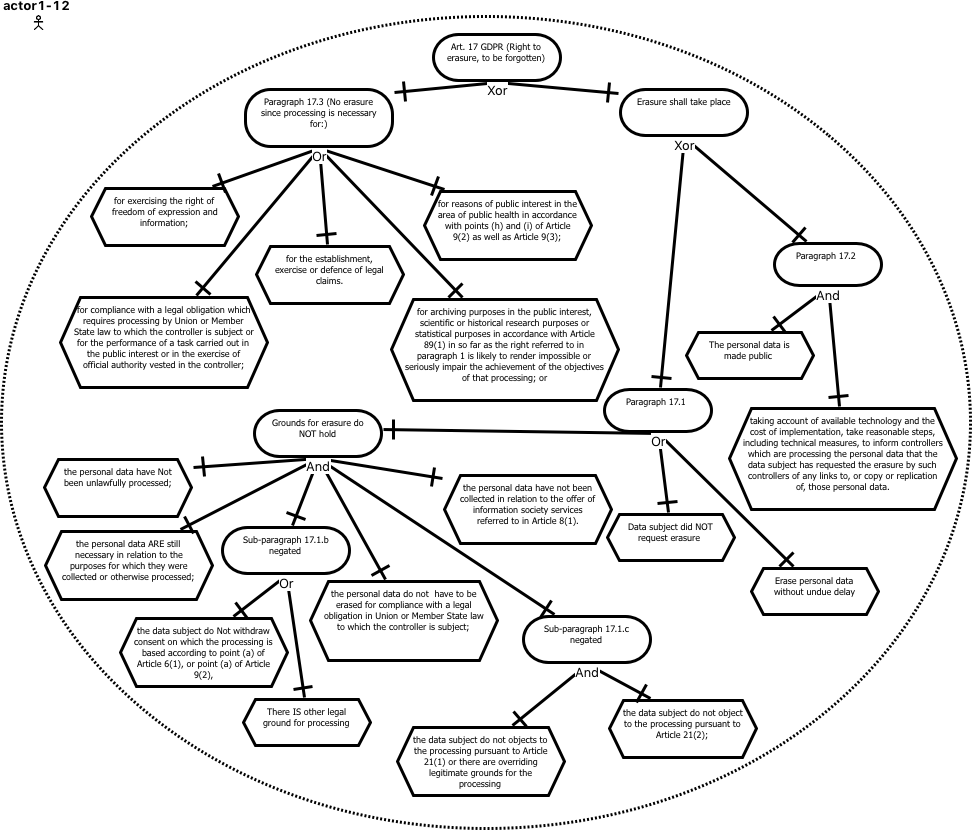 actor1-12
Art. 17 GDPR (Right to
erasure, to be forgotten)
Xor
Paragraph 17.3 (No erasure
since processing is necessary
for:)
Erasure shall take place
Or
Xor
for exercising the right of
freedom of expression and
information;
for reasons of public interest in the
area of public health in accordance
with points (h) and (i) of Article
9(2) as well as Article 9(3);
for the establishment,
exercise or defence of legal
claims.
Paragraph 17.2
And
for compliance with a legal obligation which
requires processing by Union or Member
State law to which the controller is subject or
for the performance of a task carried out in
the public interest or in the exercise of
official authority vested in the controller;
for archiving purposes in the public interest,
scientific or historical research purposes or
statistical purposes in accordance with Article
89(1) in so far as the right referred to in
paragraph 1 is likely to render impossible or
seriously impair the achievement of the objectives
of that processing; or
The personal data is
made public
Paragraph 17.1
Or
Grounds for erasure do
NOT hold
And
taking account of available technology and the
cost of implementation, take reasonable steps,
including technical measures, to inform controllers
which are processing the personal data that the
data subject has requested the erasure by such
controllers of any links to, or copy or replication
of, those personal data.
the personal data have Not
been unlawfully processed;
the personal data have not been
collected in relation to the offer of
information society services
referred to in Article 8(1).
Data subject did NOT
request erasure
the personal data ARE still
necessary in relation to the
purposes for which they were
collected or otherwise processed;
Sub-paragraph 17.1.b
negated
Or
Erase personal data
without undue delay
the personal data do not  have to be
erased for compliance with a legal
obligation in Union or Member State law
to which the controller is subject;
the data subject do Not withdraw
consent on which the processing is
based according to point (a) of
Article 6(1), or point (a) of Article
9(2),
Sub-paragraph 17.1.c
negated
And
There IS other legal
ground for processing
the data subject do not objects to
the processing pursuant to Article
21(1) or there are overriding
legitimate grounds for the
processing
the data subject do not object
to the processing pursuant to
Article 21(2);